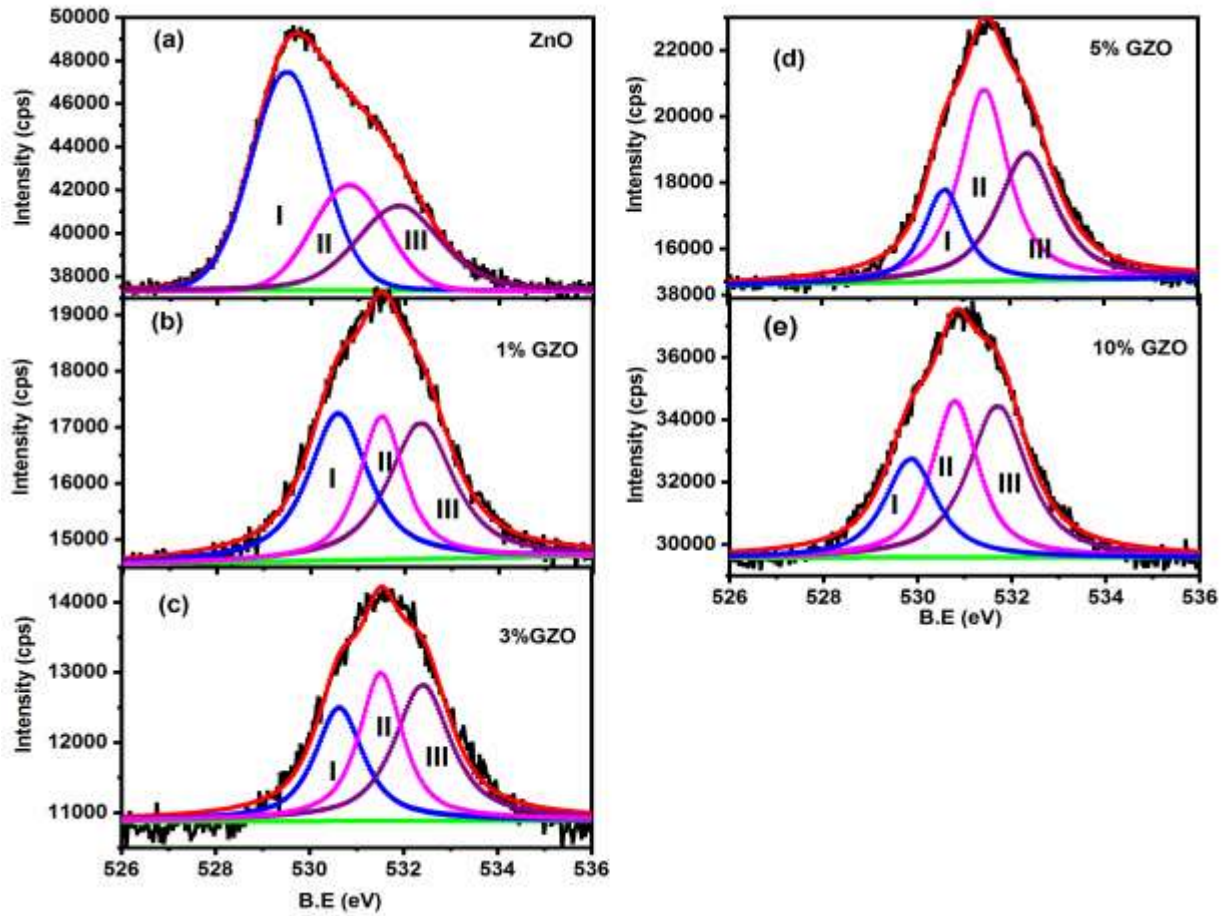 (a)
ZnO
50000
48000
46000
44000
42000
40000
38000
Intensity (cps)
I
II
III
(b)
1% GZO
19000
18000
17000
16000
15000
Intensity (cps)
I
II
III
(c)
3%GZO
14000
13000
12000
11000
Intensity (cps)
I
II
III
526 528 530 532 534 536
B.E (eV)
(d)
5% GZO
22000
20000
18000
16000
Intensity (cps)
I
II
III
(e)
10% GZO
38000
36000
34000
32000
30000
Intensity (cps)
I
II
III
526 528 530 532 534 536
B.E (eV)